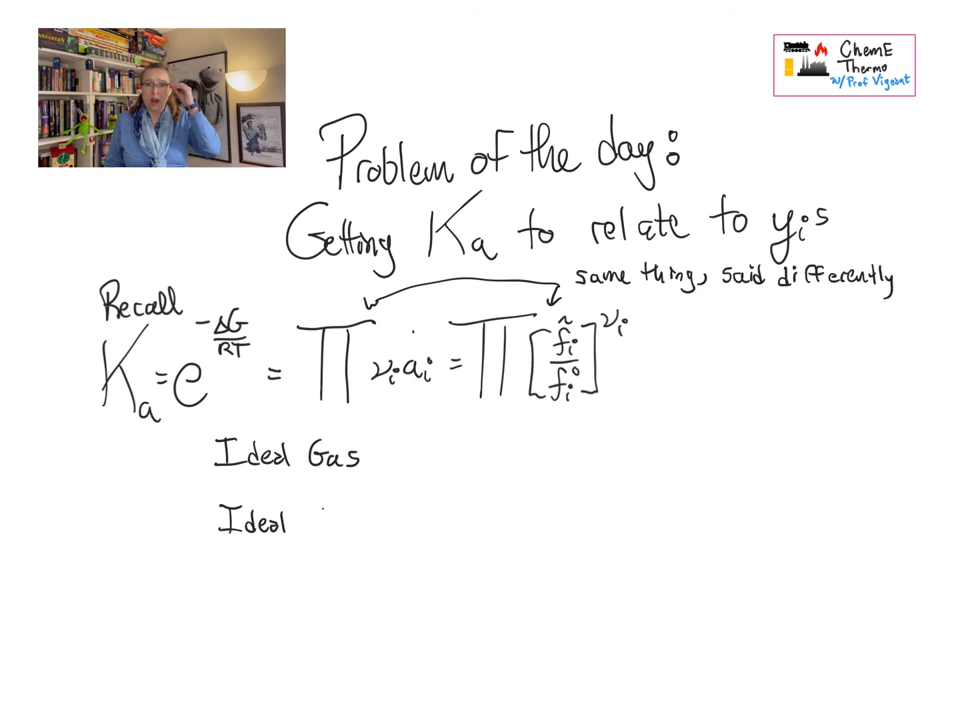 ChemE
Thermo
w/ Prof Vigeant
Problem of the day:
Getting Ka to relate to yi's
same thing, said differently
Recall
Ka = e^(-ΔG/RT) = Π νi ai = Π [f̂i/fi°]^νi
Ideal Gas
Ideal